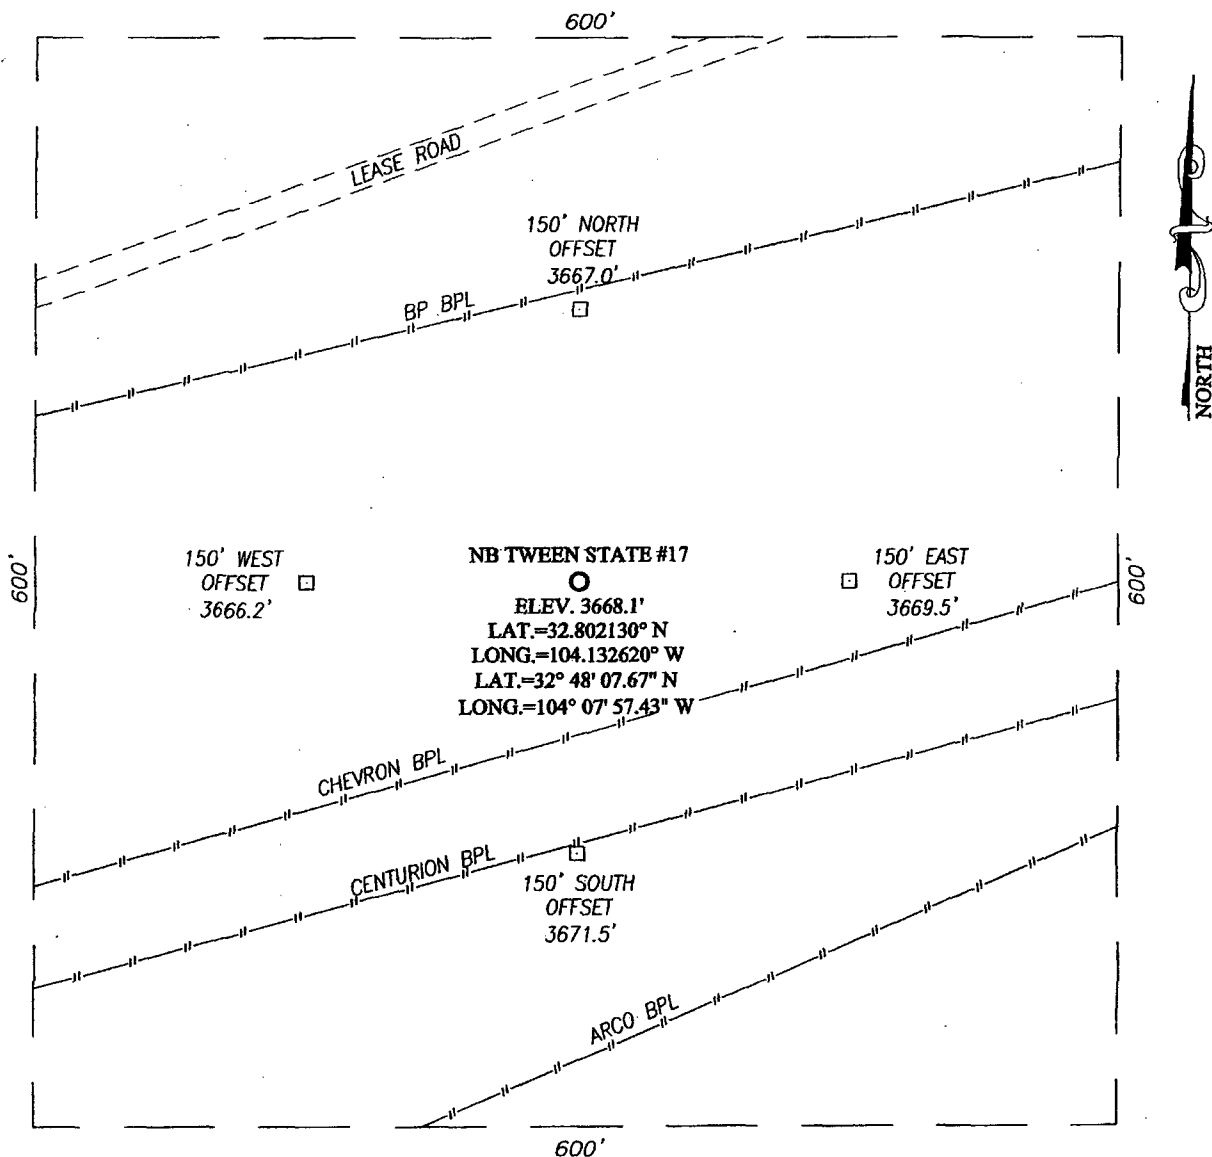 600'
LEASE ROAD
150' NORTH
OFFSET
3667.0'
BP BPL
NORTH
600'
150' WEST
OFFSET
3666.2'
NB TWEEN STATE #17
ELEV. 3668.1'
LAT.=32.802130° N
LONG.=104.132620° W
LAT.=32° 48' 07.67" N
LONG.=104° 07' 57.43" W
150' EAST
OFFSET
3669.5'
600'
CHEVRON BPL
CENTURION BPL
150' SOUTH
OFFSET
3671.5'
ARCO BPL
600'